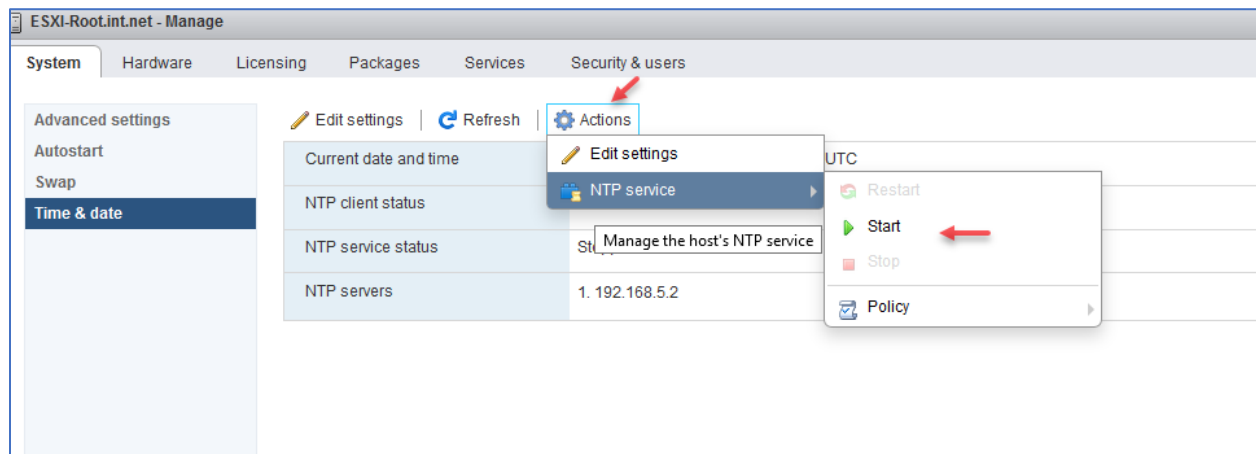 ESXI-Root.int.net - Manage
System Hardware Licensing Packages Services Security & users
Advanced settings
Autostart
Swap
Time & date
Edit settings Refresh Actions
Current date and time UTC
NTP client status
NTP service status
NTP servers 1. 192.168.5.2
Edit settings
NTP service
Manage the host's NTP service
Restart
Start
Stop
Policy